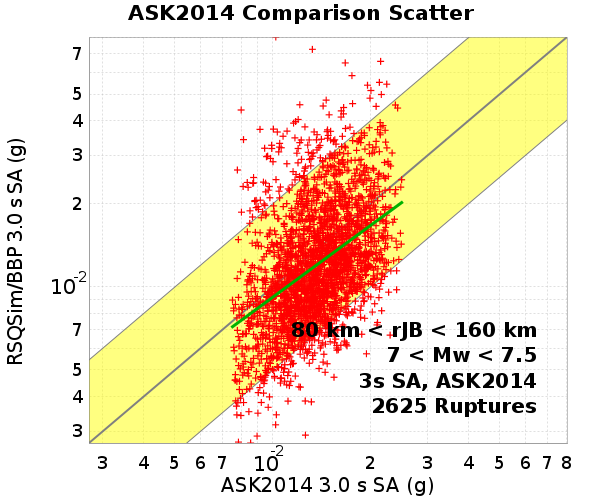 ASK2014 Comparison Scatter
RSQSim/BBP 3.0 s SA (g)
7
5
4
3
2
10-2
7
5
4
3
80 km < rJB < 160 km
7 < Mw < 7.5
3s SA, ASK2014
2625 Ruptures
3 4 5 6 7 10-2 2 3 4 5 6 7 8
ASK2014 3.0 s SA (g)